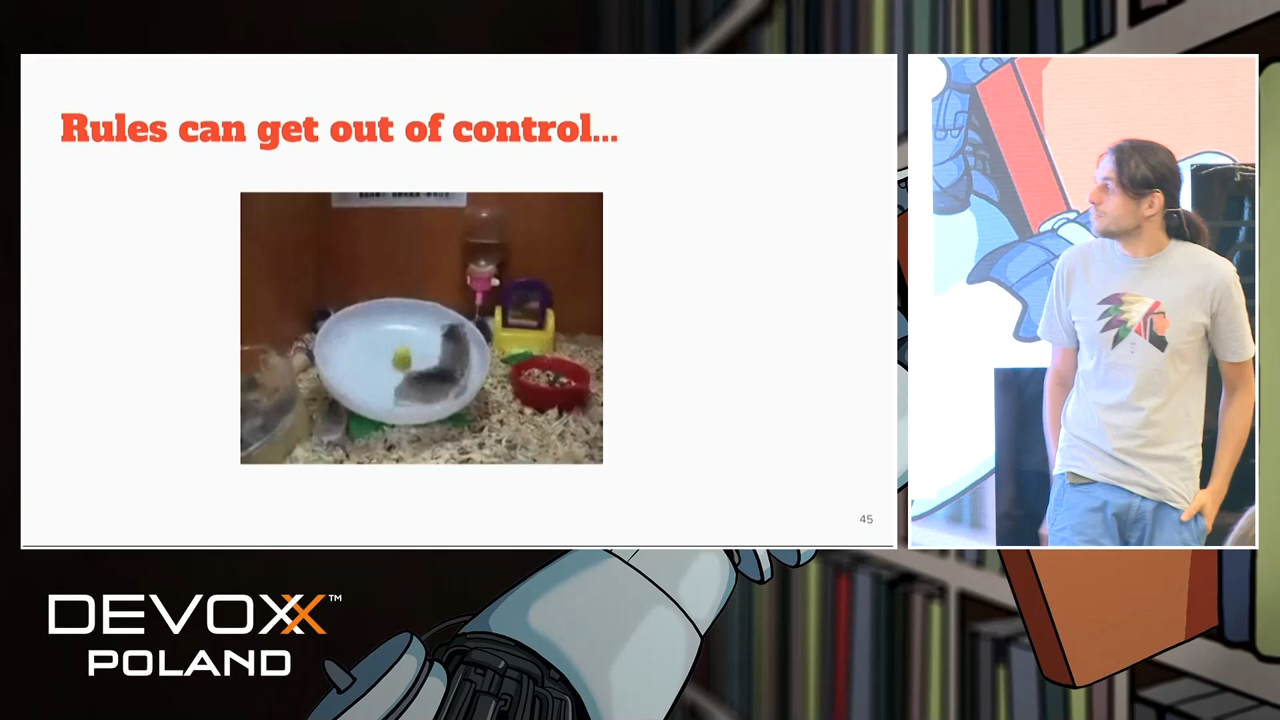 Rules can get out of control...
45
DEVOXX™
POLAND